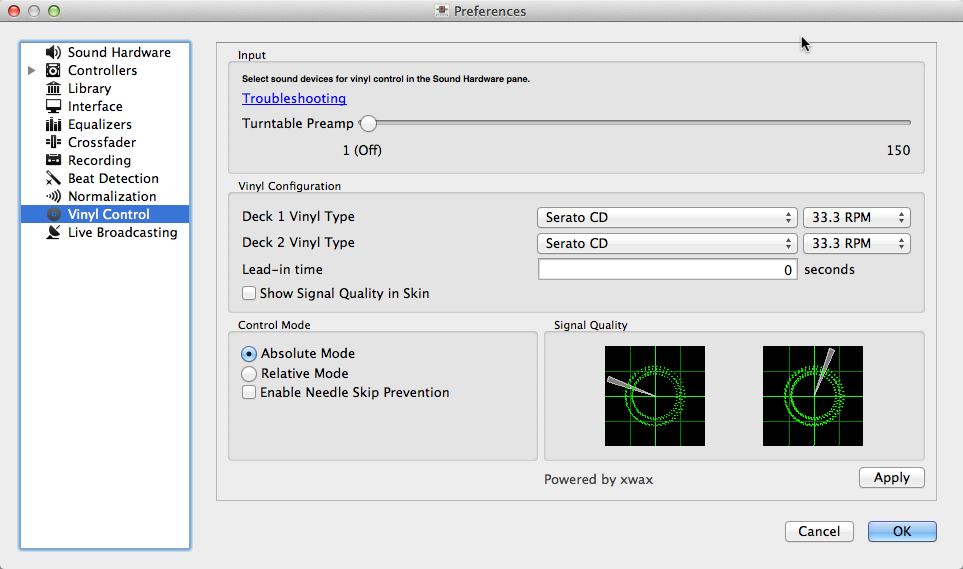 Preferences
Sound Hardware
Controllers
Library
Interface
Equalizers
Crossfader
Recording
Beat Detection
Normalization
Vinyl Control
Live Broadcasting
Input
Select sound devices for vinyl control in the Sound Hardware pane.
Troubleshooting
Turntable Preamp
1 (Off) 150
Vinyl Configuration
Deck 1 Vinyl Type Serato CD 33.3 RPM
Deck 2 Vinyl Type Serato CD 33.3 RPM
Lead-in time 0 seconds
Show Signal Quality in Skin
Control Mode
Absolute Mode
Relative Mode
Enable Needle Skip Prevention
Signal Quality
Powered by xwax
Apply
Cancel OK